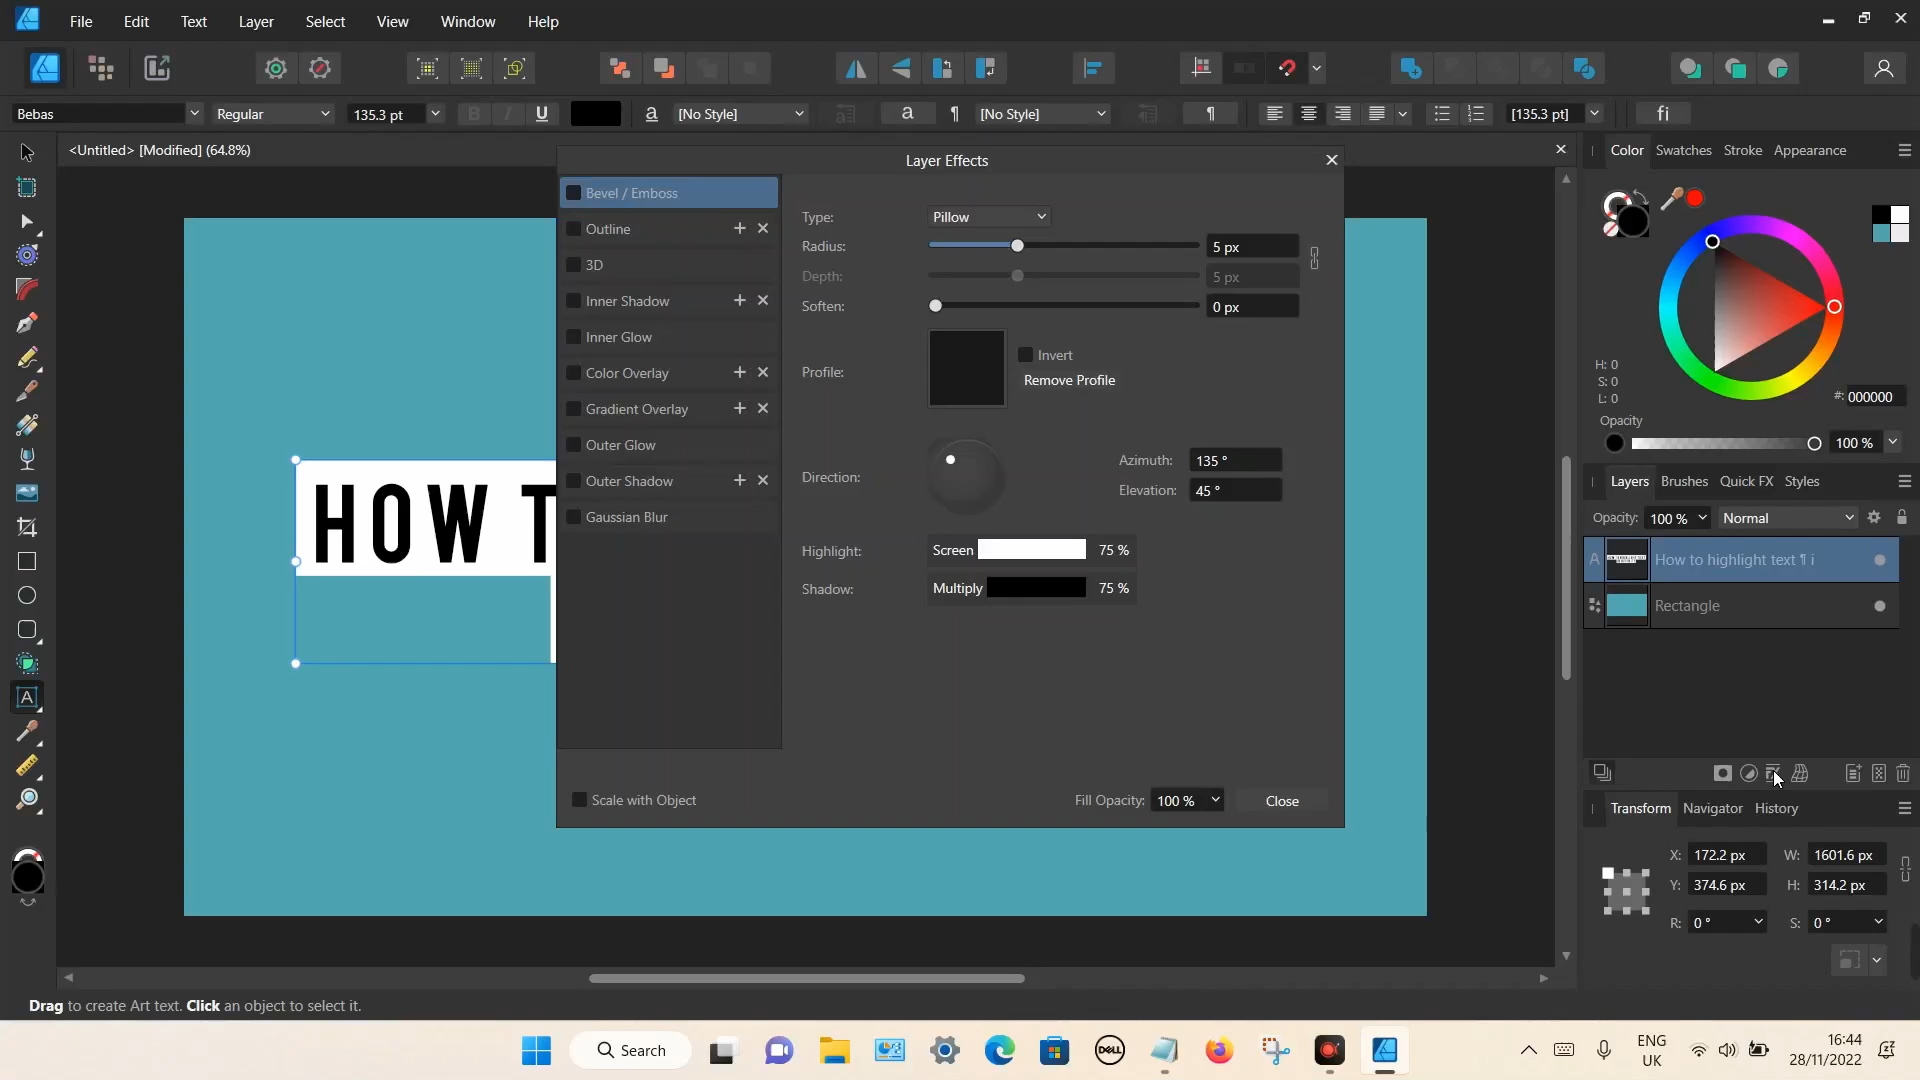 File Edit Text Layer Select View Window Help
Bebas Regular 135.3 pt B I U a [No Style] a ¶ [No Style] ¶ [135.3 pt] fi
<Untitled> [Modified] (64.8%)
Layer Effects
Color Swatches Stroke Appearance
Bevel / Emboss
Outline
3D
Inner Shadow
Inner Glow
Color Overlay
Gradient Overlay
Outer Glow
Outer Shadow
Gaussian Blur
Type: Pillow
Radius: 5 px
Depth: 5 px
Soften: 0 px
Profile:
Invert
Remove Profile
Direction:
Azimuth: 135 °
Elevation: 45 °
Highlight: Screen 75 %
Shadow: Multiply 75 %
Scale with Object
Fill Opacity: 100 % Close
HOW T
H: 0
S: 0
L: 0
#: 000000
Opacity
100 %
Layers Brushes Quick FX Styles
Opacity: 100 % Normal
A How to highlight text ¶ i
Rectangle
Transform Navigator History
X: 172.2 px W: 1601.6 px
Y: 374.6 px H: 314.2 px
R: 0 ° S: 0 °
Drag to create Art text. Click an object to select it.
Search
DELL
ENG
UK
16:44
28/11/2022